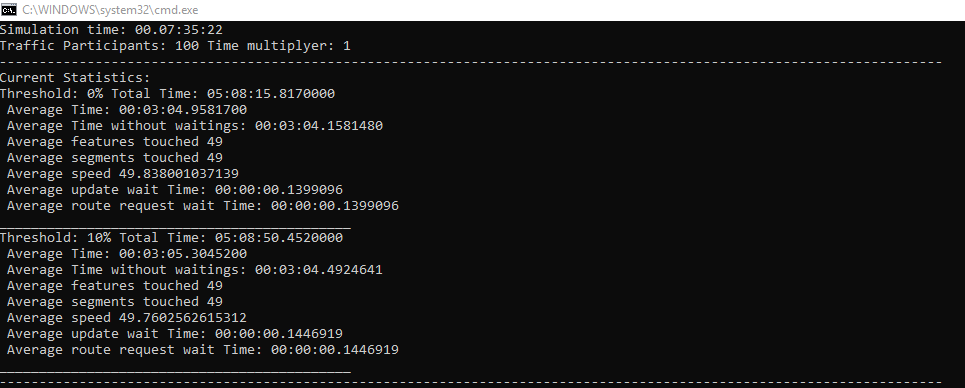 C:\WINDOWS\system32\cmd.exe
Simulation time: 00.07:35:22
Traffic Participants: 100 Time multiplyer: 1
------------------------------------------------------------------------------------------------------------------------
Current Statistics:
Threshold: 0% Total Time: 05:08:15.8170000
Average Time: 00:03:04.9581700
Average Time without waitings: 00:03:04.1581480
Average features touched 49
Average segments touched 49
Average speed 49.838001037139
Average update wait Time: 00:00:00.1399096
Average route request wait Time: 00:00:00.1399096
____________________________________________
Threshold: 10% Total Time: 05:08:50.4520000
Average Time: 00:03:05.3045200
Average Time without waitings: 00:03:04.4924641
Average features touched 49
Average segments touched 49
Average speed 49.7602562615312
Average update wait Time: 00:00:00.1446919
Average route request wait Time: 00:00:00.1446919
____________________________________________
------------------------------------------------------------------------------------------------------------------------